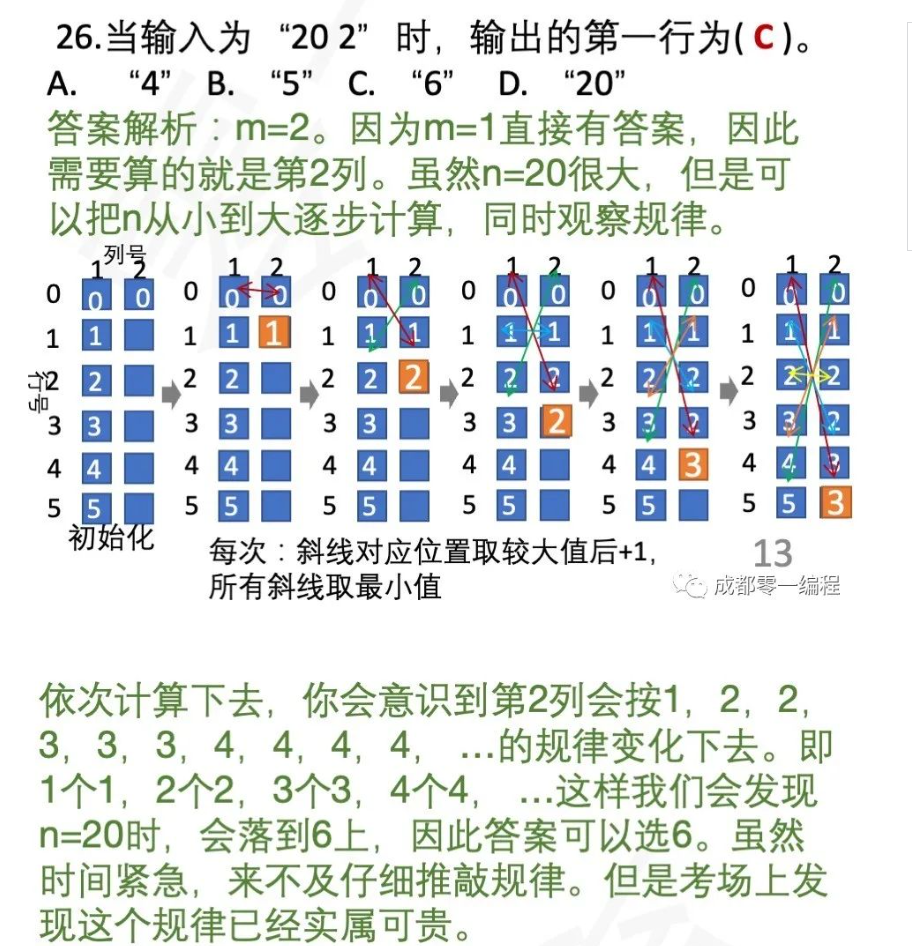 26.当输入为 “20 2” 时，输出的第一行为( C )。
A. “4” B. “5” C. “6” D. “20”
答案解析：m=2。因为m=1直接有答案，因此
需要算的就是第2列。虽然n=20很大，但是可
以把n从小到大逐步计算，同时观察规律。
列号
1 2 1 2 1 2 1 2 1 2 1 2
0 0 0 0 0 0 0 0 0 0 0 0 0 0 0 0 0 0
1 1 1 1 1 1 1 1 1 1 1 1 1 1 1 1 1
行号
2 2 2 2 2 2 2 2 2 2 2 2 2 2 2 2
3 3 3 3 3 3 3 3 2 3 3 2 3 3 2
4 4 4 4 4 4 4 4 4 4 3 4 4 3
5 5 5 5 5 5 5 5 5 5 5 5 3
初始化
每次：斜线对应位置取较大值后+1，
所有斜线取最小值
13
成都零一编程
依次计算下去，你会意识到第2列会按1，2，2，
3，3，3，4，4，4，4， ...的规律变化下去。即
1个1，2个2，3个3，4个4， ...这样我们会发现
n=20时，会落到6上，因此答案可以选6。虽然
时间紧急，来不及仔细推敲规律。但是考场上发
现这个规律已经实属可贵。